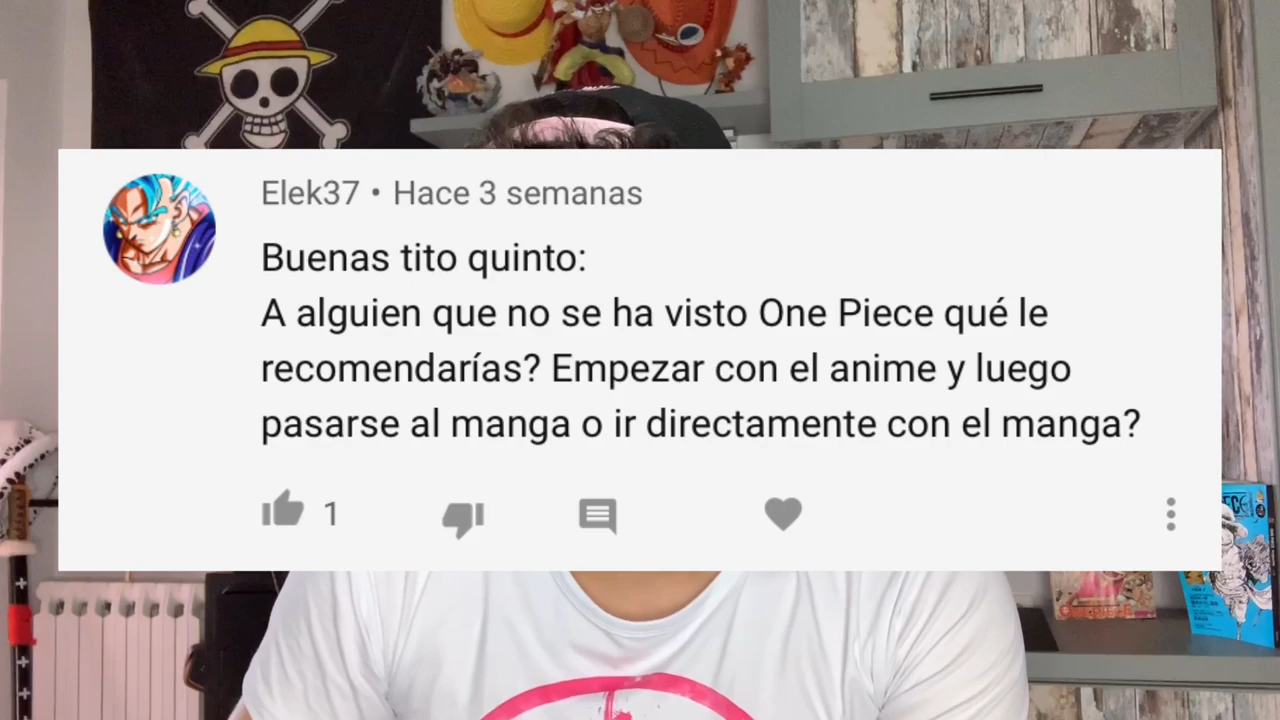 Elek37 • Hace 3 semanas
Buenas tito quinto:
A alguien que no se ha visto One Piece qué le
recomendarías? Empezar con el anime y luego
pasarse al manga o ir directamente con el manga?
1